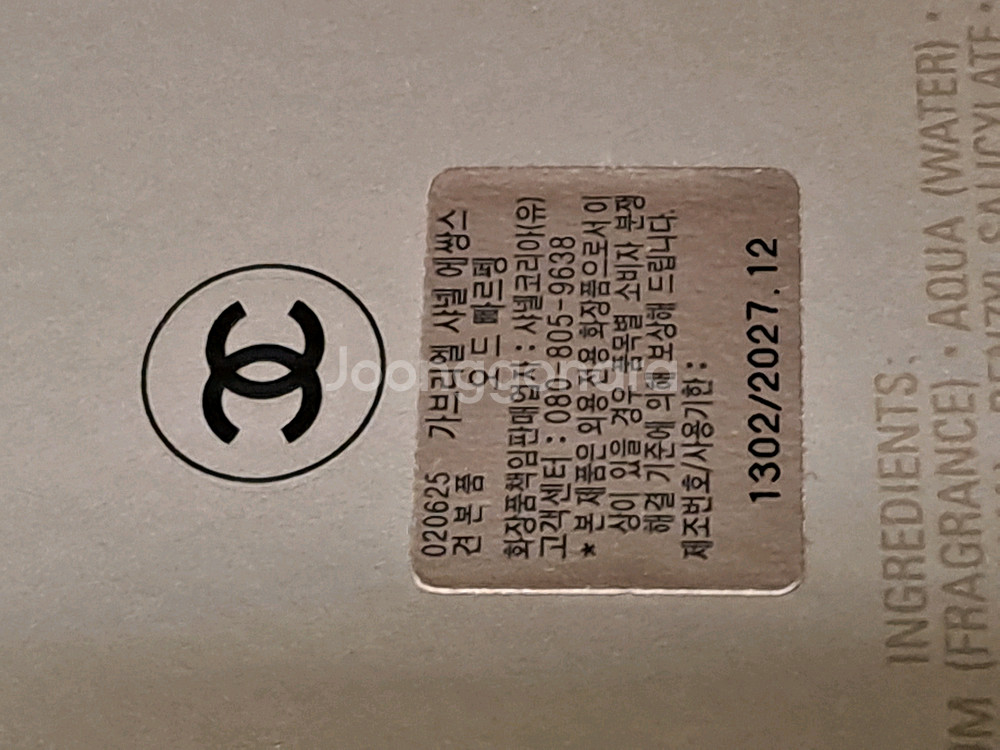 020625 가브리엘 샤넬 에쌍스
견본품 오 드 빠르펭
화장품책임판매업자 : 샤넬코리아(유)
고객센터 : 080-805-9638
* 본 제품은 외용전용화장품으로서 이
상이 있을 경우 품목별 소비자 분쟁
해결 기준에 의해 보상해 드립니다.
제조번호/사용기한 :
1302/2027.12
INGREDIENTS:
(FRAGRANCE) • AQUA (WATER) •
BENZYL SALICYLATE •
Joonggonara